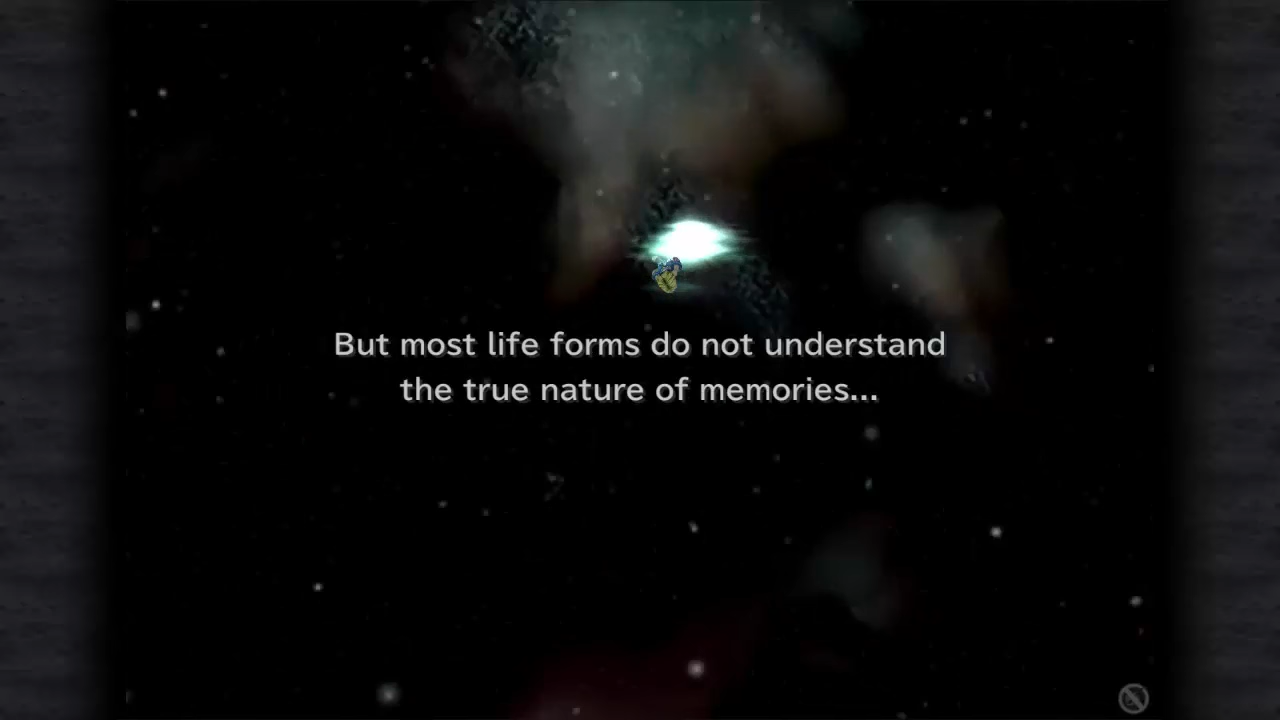 But most life forms do not understand
the true nature of memories...